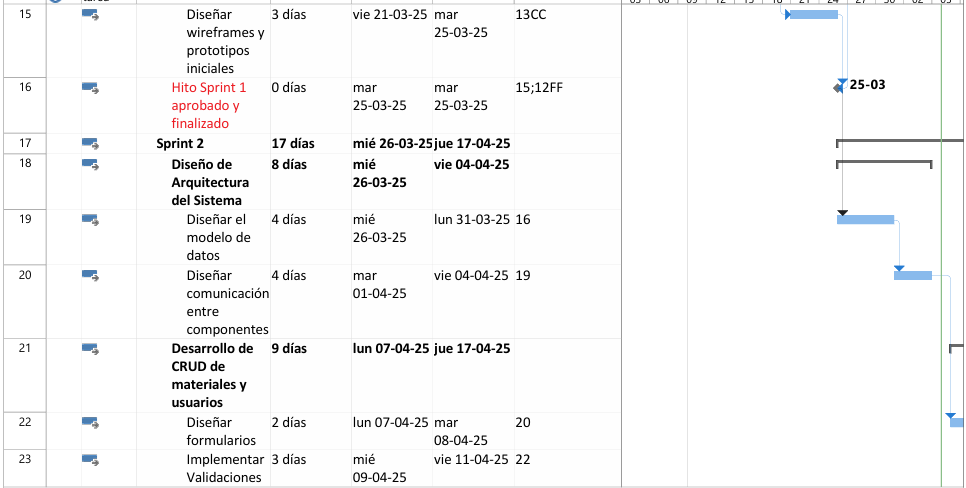 15 Diseñar 3 días vie 21-03-25 mar 13CC
wireframes y 25-03-25
prototipos
iniciales
16 Hito Sprint 1 0 días mar mar 15;12FF
aprobado y 25-03-25 25-03-25
finalizado
25-03
17 Sprint 2 17 días mié 26-03-25 jue 17-04-25
18 Diseño de 8 días mié vie 04-04-25
Arquitectura 26-03-25
del Sistema
19 Diseñar el 4 días mié lun 31-03-25 16
modelo de 26-03-25
datos
20 Diseñar 4 días mar vie 04-04-25 19
comunicación 01-04-25
entre
componentes
21 Desarrollo de 9 días lun 07-04-25 jue 17-04-25
CRUD de
materiales y
usuarios
22 Diseñar 2 días lun 07-04-25 mar 20
formularios 08-04-25
23 Implementar 3 días mié vie 11-04-25 22
Validaciones 09-04-25